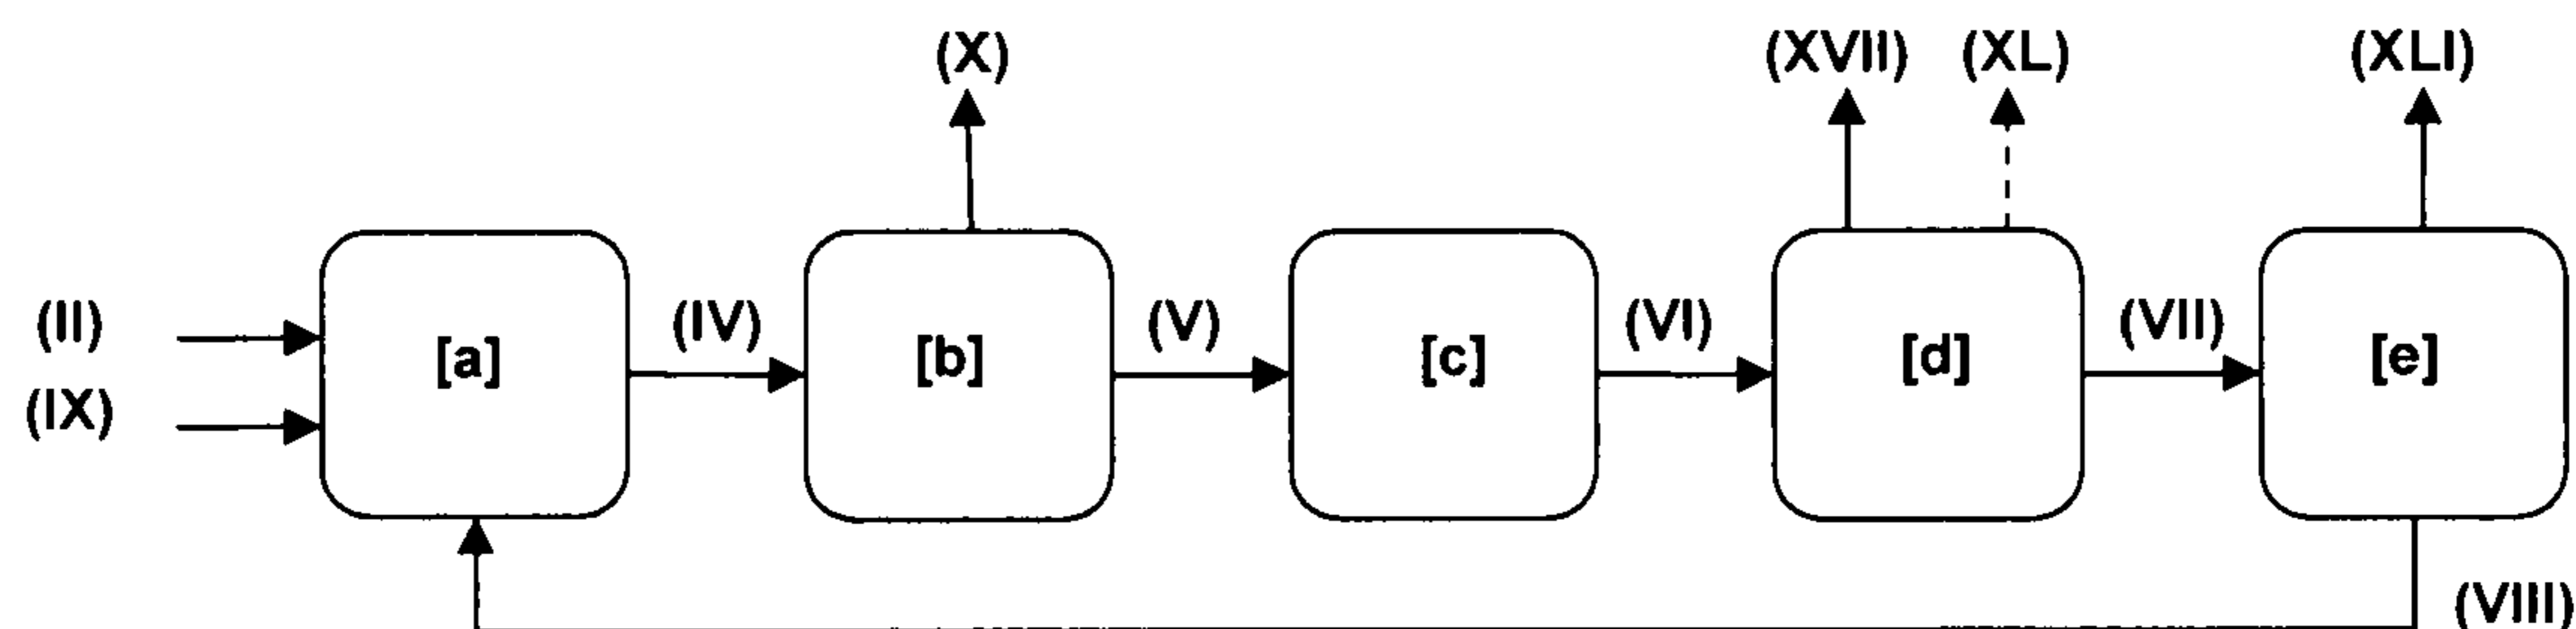 (X) (XVII) (XL) (XLI)
(II) (IV) (V) (VI) (VII)
[a] [b] [c] [d] [e]
(IX)
(VIII)